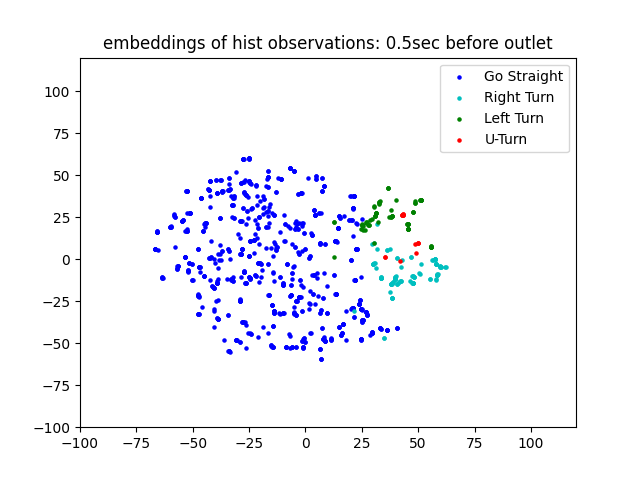 embeddings of hist observations: 0.5sec before outlet
Go Straight
Right Turn
Left Turn
U-Turn
100
75
50
25
0
−25
−50
−75
−100
−100 −75 −50 −25 0 25 50 75 100